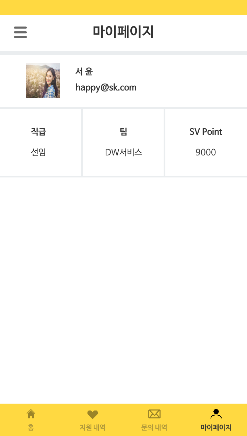 마이페이지
서 윤
happy@sk.com
직급 팀 SV Point
선임 DW서비스 9000
홈 지원 내역 문의 내역 마이페이지